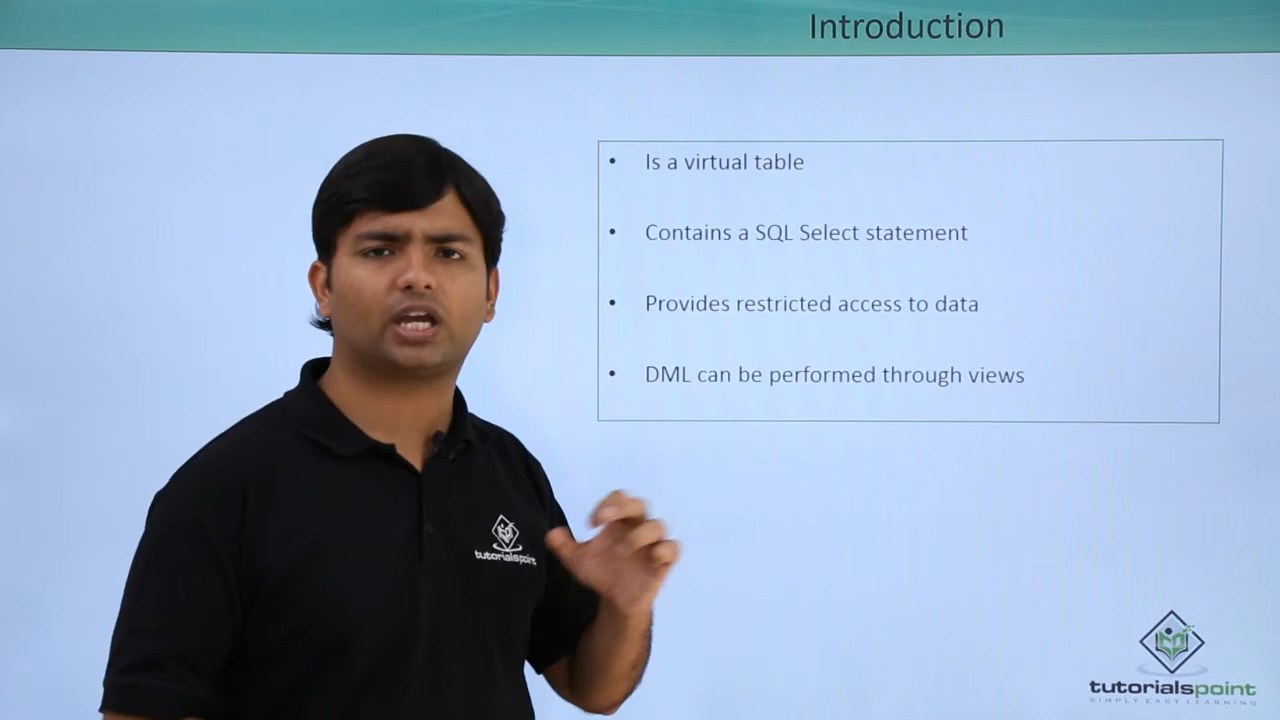 Introduction
• Is a virtual table
• Contains a SQL Select statement
• Provides restricted access to data
• DML can be performed through views
tutorialspoint
tutorialspoint
SIMPLY EASY LEARNING